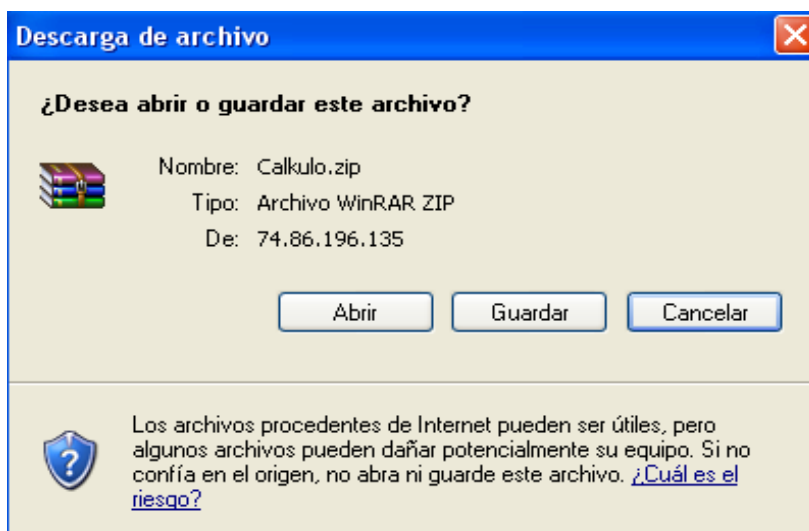 Descarga de archivo
¿Desea abrir o guardar este archivo?
Nombre: Calkulo.zip
Tipo: Archivo WinRAR ZIP
De: 74.86.196.135
Abrir Guardar Cancelar
Los archivos procedentes de Internet pueden ser útiles, pero
algunos archivos pueden dañar potencialmente su equipo. Si no
confía en el origen, no abra ni guarde este archivo. ¿Cuál es el
riesgo?